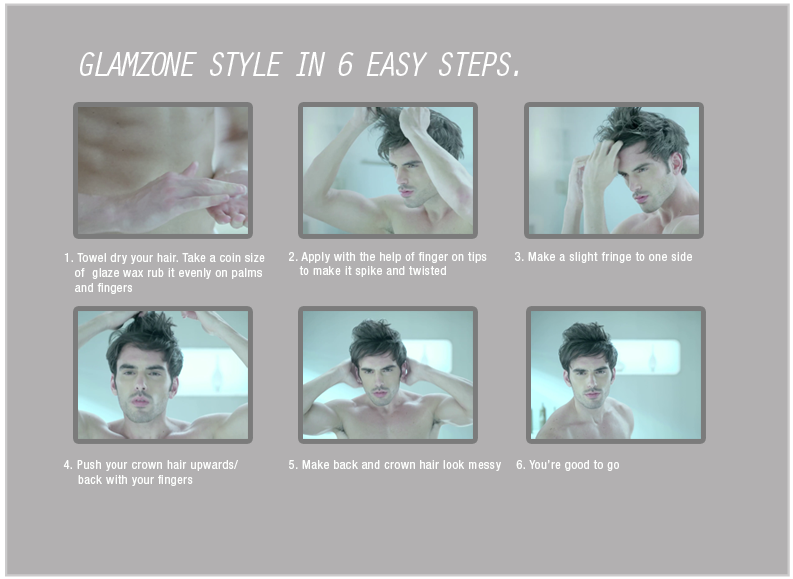 GLAMZONE STYLE IN 6 EASY STEPS.
1. Towel dry your hair. Take a coin size
of glaze wax rub it evenly on palms
and fingers
2. Apply with the help of finger on tips
to make it spike and twisted
3. Make a slight fringe to one side
4. Push your crown hair upwards/
back with your fingers
5. Make back and crown hair look messy
6. You're good to go